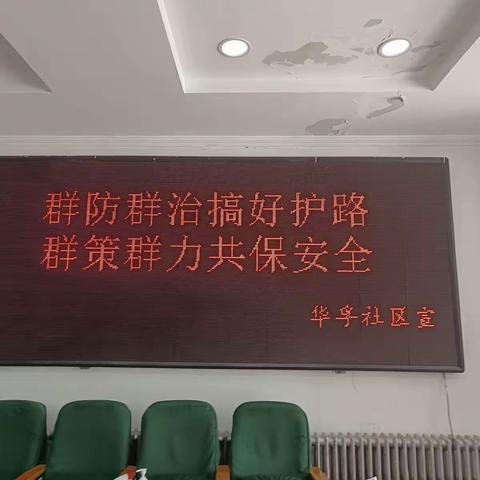 群防群治搞好护路
群策群力共保安全
华孚社区宣